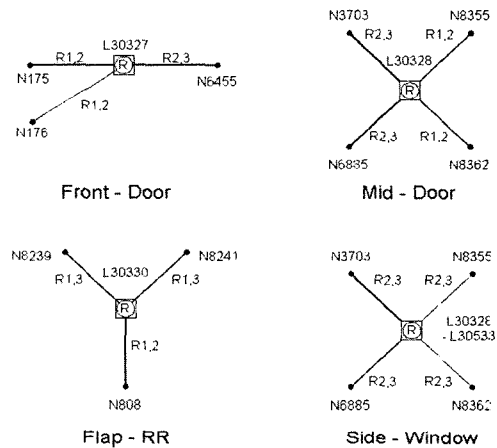 L30327
R1,2
R2,3
R
N175
N6455
R1,2
N176
Front - Door
N3703
N8355
R2,3
R1,2
L30328
R
R2,3
R1,2
N6885
N8362
Mid - Door
N8239
N8241
R1,3
L30330
R1,3
R
R1,2
N808
Flap - RR
N3703
N8355
R2,3
R2,3
L30328
- L30533
R
R2,3
R2,3
N6885
N8362
Side - Window